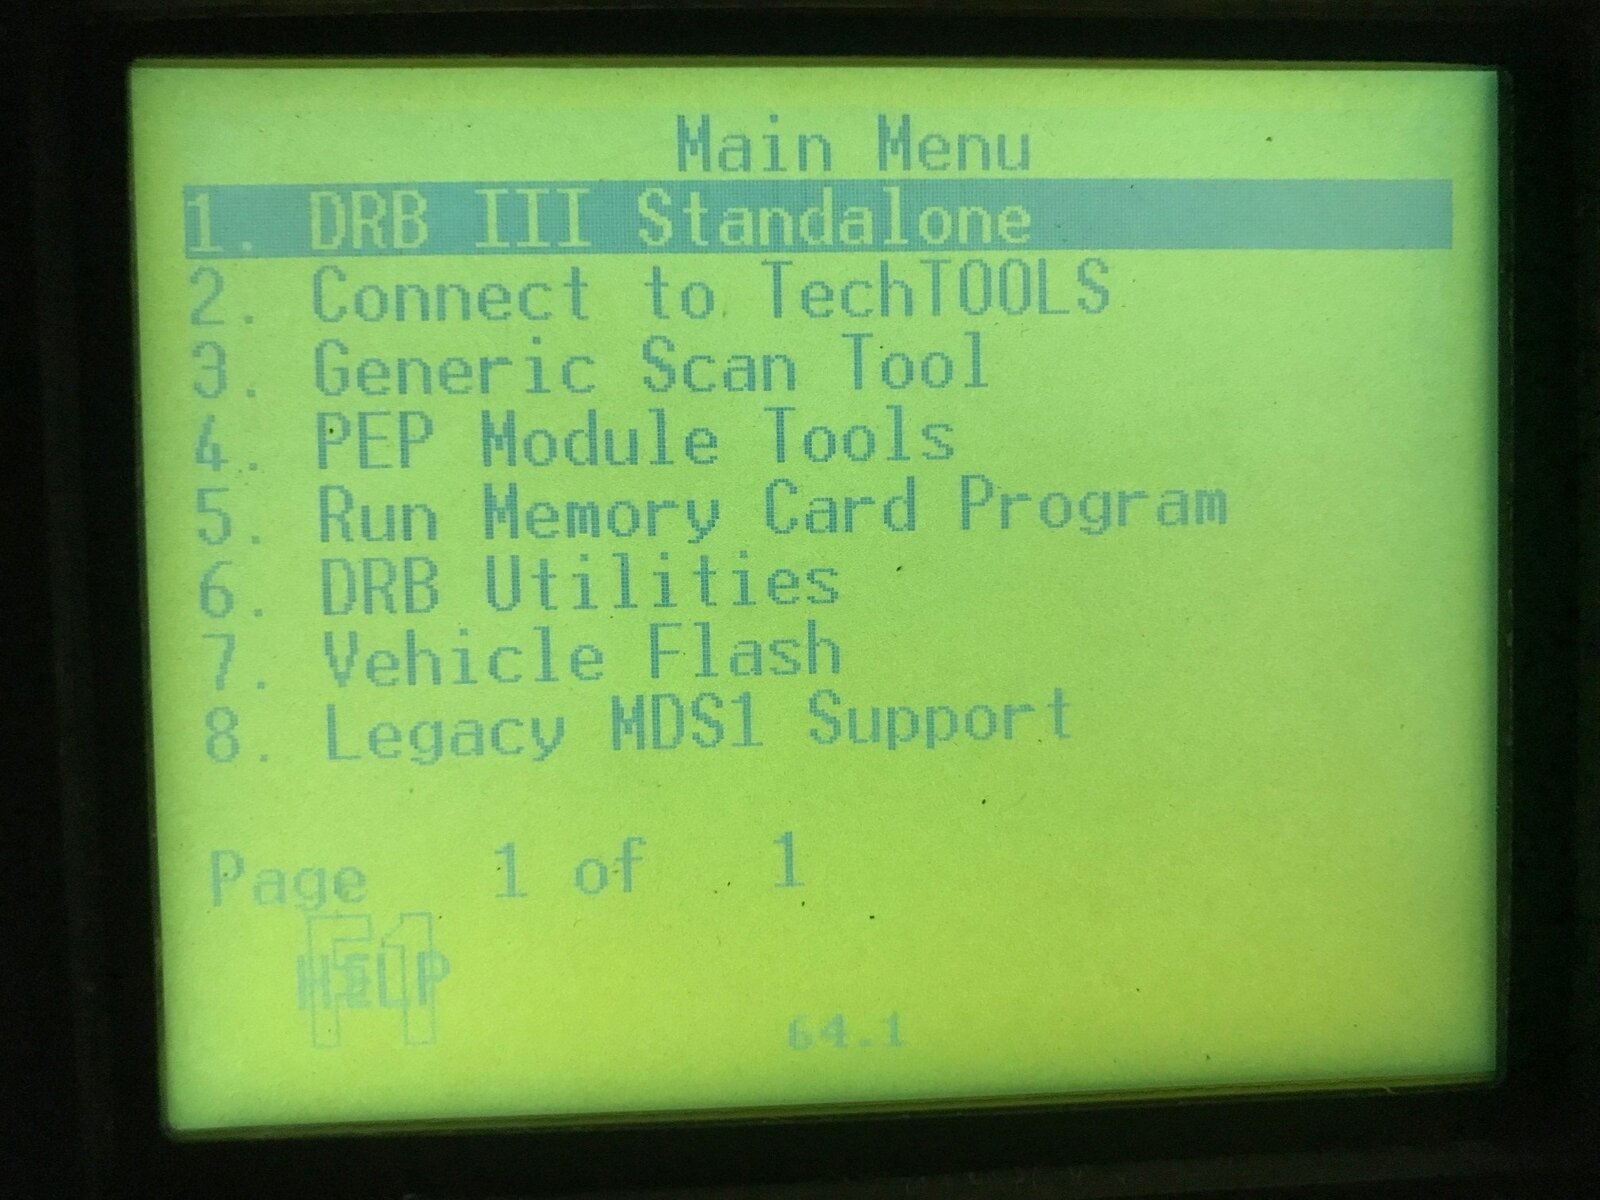 Main Menu
1. DRB III Standalone
2. Connect to TechTOOLS
3. Generic Scan Tool
4. PEP Module Tools
5. Run Memory Card Program
6. DRB Utilities
7. Vehicle Flash
8. Legacy MDS1 Support
Page 1 of 1
F1
HELP
64.1